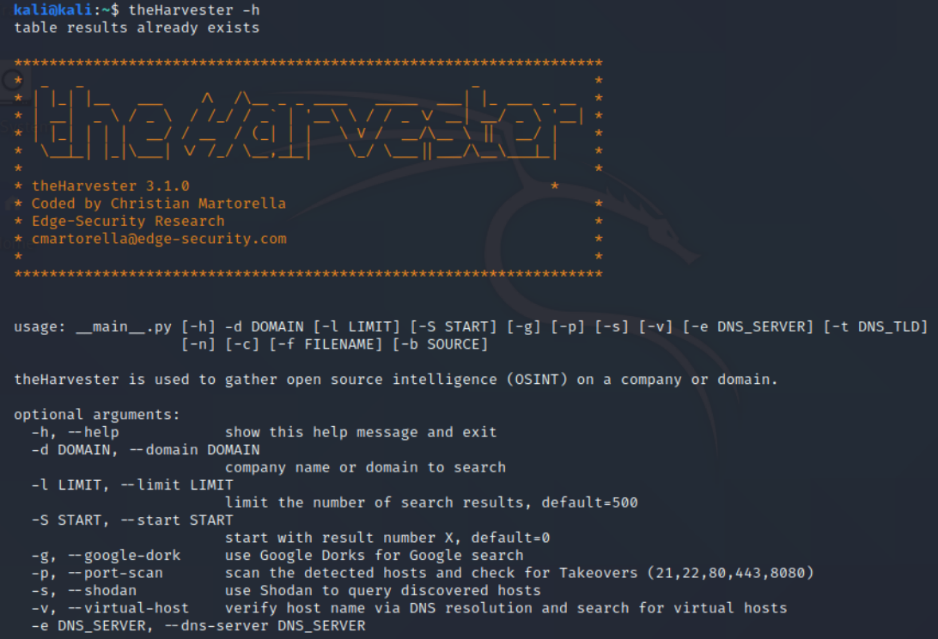 kali@kali:~$ theHarvester -h
table results already exists
*******************************************************************
theHarvester
* theHarvester 3.1.0 *
* Coded by Christian Martorella *
* Edge-Security Research *
* cmartorella@edge-security.com *
* *
*******************************************************************
usage: __main__.py [-h] -d DOMAIN [-l LIMIT] [-S START] [-g] [-p] [-s] [-v] [-e DNS_SERVER] [-t DNS_TLD]
[-n] [-c] [-f FILENAME] [-b SOURCE]
theHarvester is used to gather open source intelligence (OSINT) on a company or domain.
optional arguments:
-h, --help show this help message and exit
-d DOMAIN, --domain DOMAIN
company name or domain to search
-l LIMIT, --limit LIMIT
limit the number of search results, default=500
-S START, --start START
start with result number X, default=0
-g, --google-dork use Google Dorks for Google search
-p, --port-scan scan the detected hosts and check for Takeovers (21,22,80,443,8080)
-s, --shodan use Shodan to query discovered hosts
-v, --virtual-host verify host name via DNS resolution and search for virtual hosts
-e DNS_SERVER, --dns-server DNS_SERVER